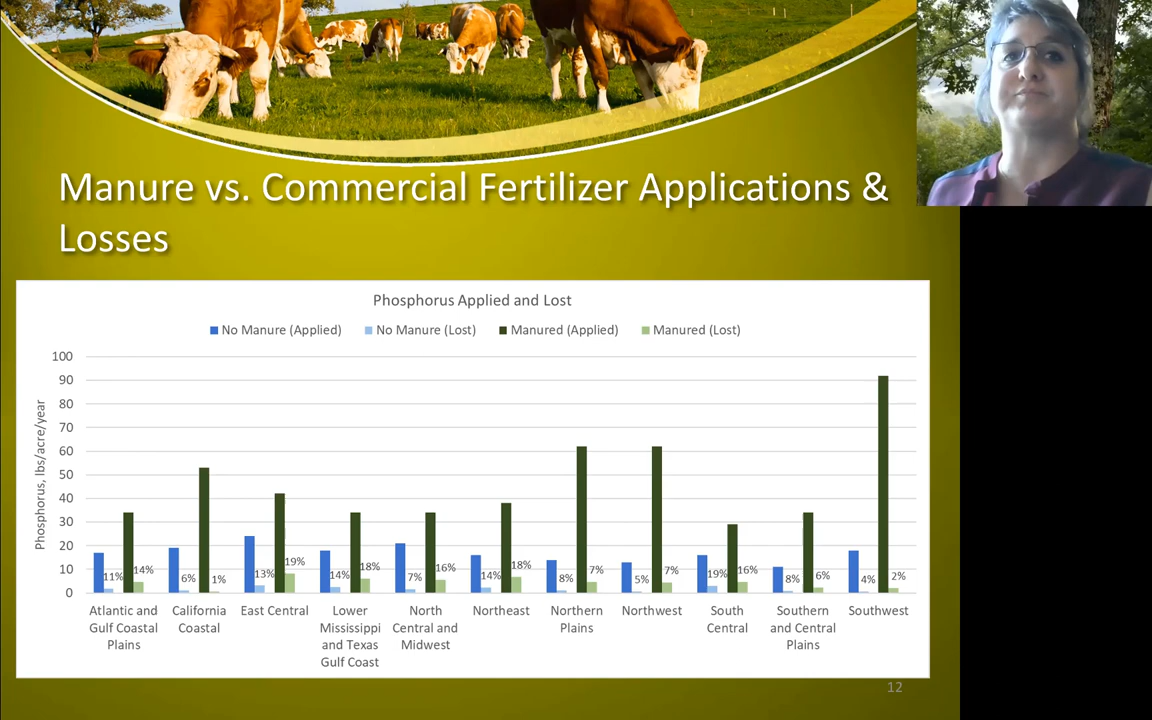 Manure vs. Commercial Fertilizer Applications &
Losses
Phosphorus Applied and Lost
No Manure (Applied) No Manure (Lost) Manured (Applied) Manured (Lost)
Phosphorus, lbs/acre/year
100
90
80
70
60
50
40
30
20
10
0
11% 14% 6% 1% 13% 19% 14% 18% 7% 16% 14% 18% 8% 7% 5% 7% 19% 16% 8% 6% 4% 2%
Atlantic and
Gulf Coastal
Plains
California
Coastal
East Central
Lower
Mississippi
and Texas
Gulf Coast
North
Central and
Midwest
Northeast
Northern
Plains
Northwest
South
Central
Southern
and Central
Plains
Southwest
12